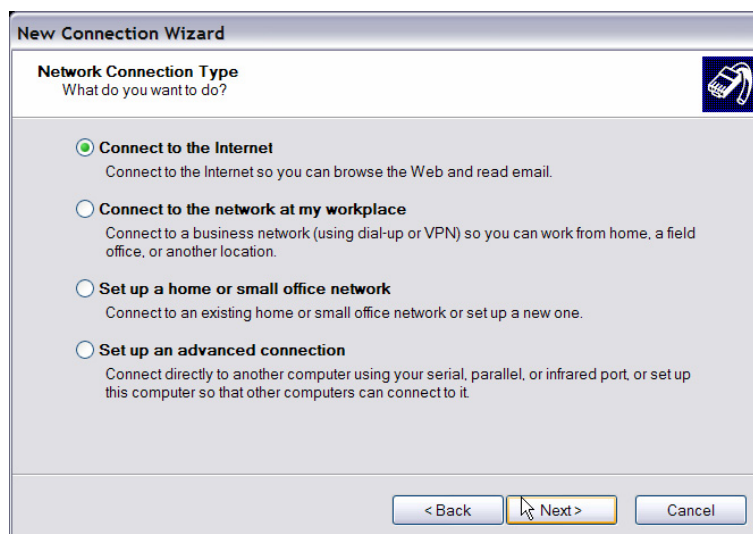 New Connection Wizard
Network Connection Type
What do you want to do?
Connect to the Internet
Connect to the Internet so you can browse the Web and read email.
Connect to the network at my workplace
Connect to a business network (using dial-up or VPN) so you can work from home, a field
office, or another location.
Set up a home or small office network
Connect to an existing home or small office network or set up a new one.
Set up an advanced connection
Connect directly to another computer using your serial, parallel, or infrared port, or set up
this computer so that other computers can connect to it.
< Back Next > Cancel